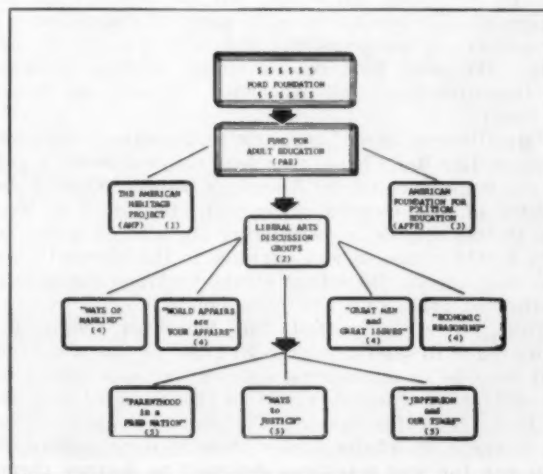 $ $ $ $ $ $
FORD FOUNDATION
$ $ $ $ $ $
FUND FOR
ADULT EDUCATION
(FAE)
THE AMERICAN
HERITAGE
PROJECT
(AHP) (1)
AMERICAN
FOUNDATION FOR
POLITICAL
EDUCATION
(AFPE) (3)
LIBERAL ARTS
DISCUSSION
GROUPS
(2)
"WAYS OF
MANKIND"
(4)
"WORLD AFFAIRS
are
YOUR AFFAIRS"
(4)
"GREAT MEN
and
GREAT ISSUES"
(4)
"ECONOMIC
REASONING"
(4)
"PARENTHOOD
in a
FREE NATION"
(5)
"WAYS
to
JUSTICE"
(5)
"JEFFERSON
and
OUR TIMES"
(5)